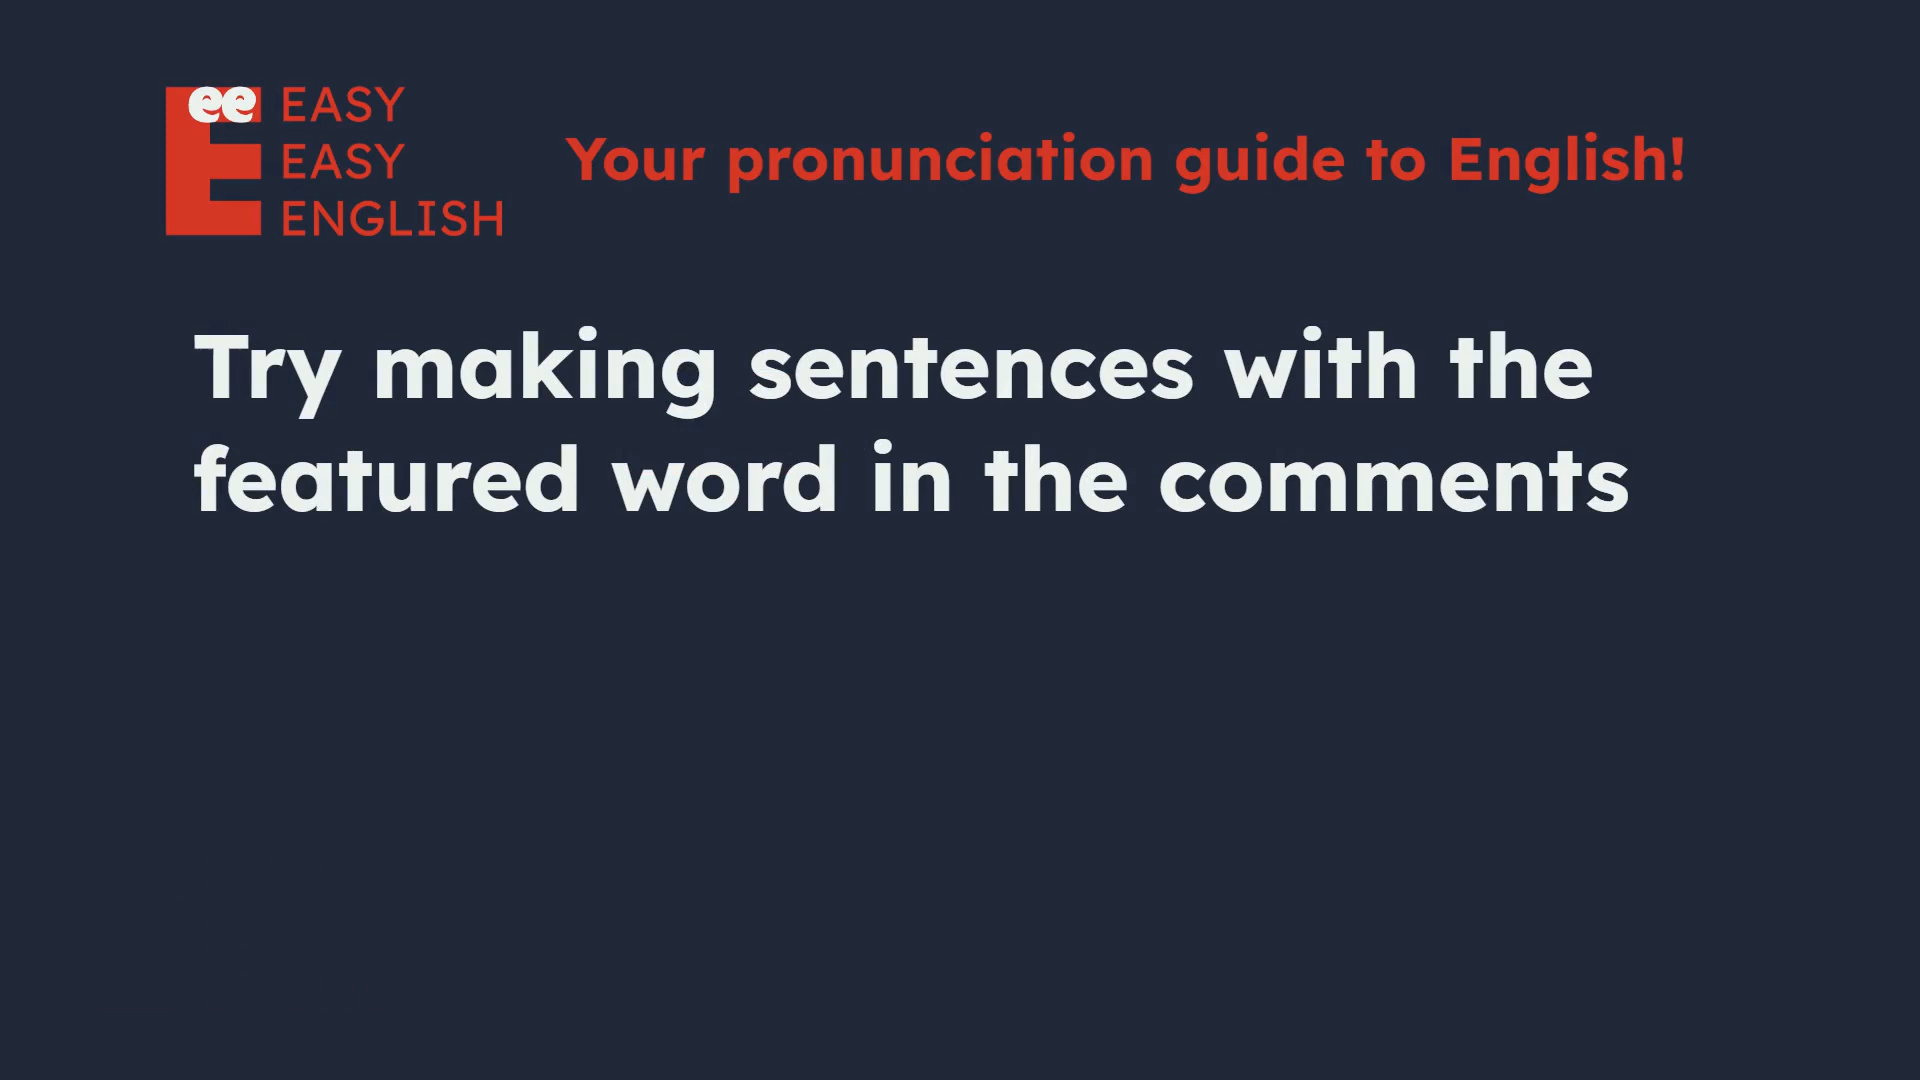 ee
EASY
EASY
ENGLISH
Your pronunciation guide to English!
Try making sentences with the
featured word in the comments